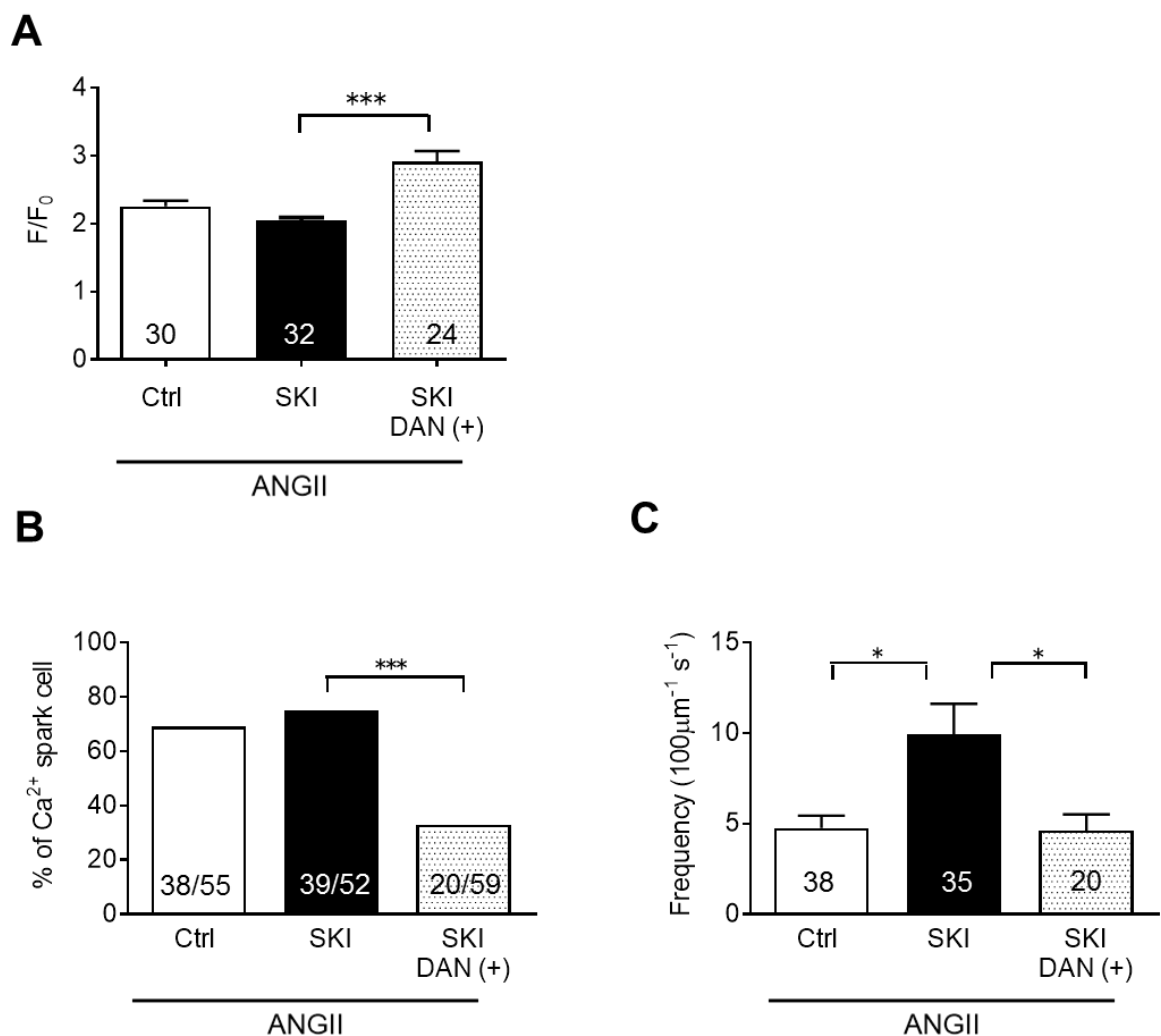 A
4
3
2
1
0
F/F₀
***
30
32
24
Ctrl
SKI
SKI
DAN (+)
ANGII
B
100
80
60
40
20
0
% of Ca²⁺ spark cell
***
38/55
39/52
20/59
Ctrl
SKI
SKI
DAN (+)
ANGII
C
15
10
5
0
Frequency (100μm⁻¹ s⁻¹)
*
*
38
35
20
Ctrl
SKI
SKI
DAN (+)
ANGII